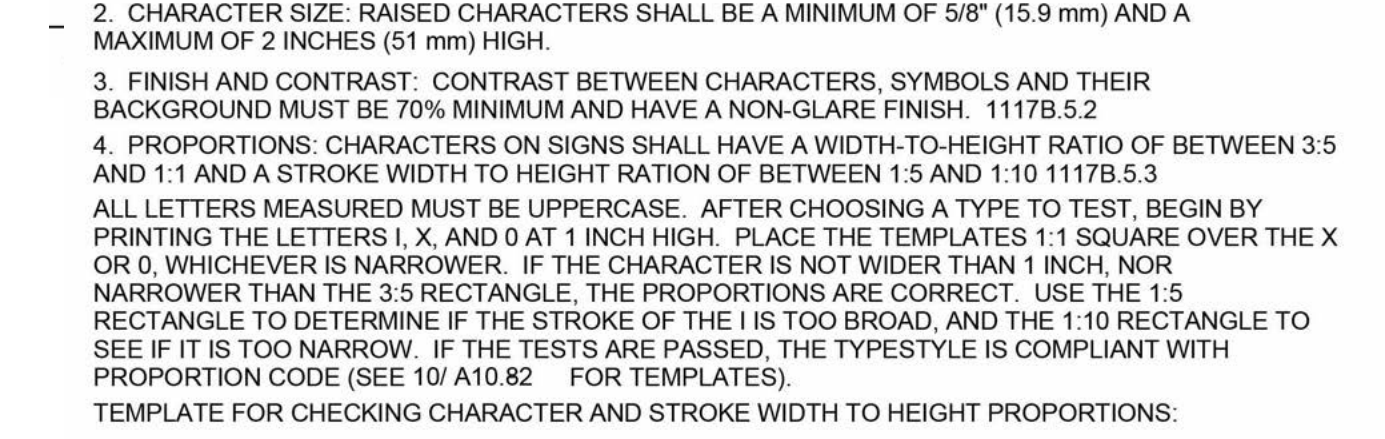 2. CHARACTER SIZE: RAISED CHARACTERS SHALL BE A MINIMUM OF 5/8" (15.9 mm) AND A
MAXIMUM OF 2 INCHES (51 mm) HIGH.
3. FINISH AND CONTRAST: CONTRAST BETWEEN CHARACTERS, SYMBOLS AND THEIR
BACKGROUND MUST BE 70% MINIMUM AND HAVE A NON-GLARE FINISH. 1117B.5.2
4. PROPORTIONS: CHARACTERS ON SIGNS SHALL HAVE A WIDTH-TO-HEIGHT RATIO OF BETWEEN 3:5
AND 1:1 AND A STROKE WIDTH TO HEIGHT RATION OF BETWEEN 1:5 AND 1:10 1117B.5.3
ALL LETTERS MEASURED MUST BE UPPERCASE. AFTER CHOOSING A TYPE TO TEST, BEGIN BY
PRINTING THE LETTERS I, X, AND 0 AT 1 INCH HIGH. PLACE THE TEMPLATES 1:1 SQUARE OVER THE X
OR 0, WHICHEVER IS NARROWER. IF THE CHARACTER IS NOT WIDER THAN 1 INCH, NOR
NARROWER THAN THE 3:5 RECTANGLE, THE PROPORTIONS ARE CORRECT. USE THE 1:5
RECTANGLE TO DETERMINE IF THE STROKE OF THE I IS TOO BROAD, AND THE 1:10 RECTANGLE TO
SEE IF IT IS TOO NARROW. IF THE TESTS ARE PASSED, THE TYPESTYLE IS COMPLIANT WITH
PROPORTION CODE (SEE 10/ A10.82 FOR TEMPLATES).
TEMPLATE FOR CHECKING CHARACTER AND STROKE WIDTH TO HEIGHT PROPORTIONS: